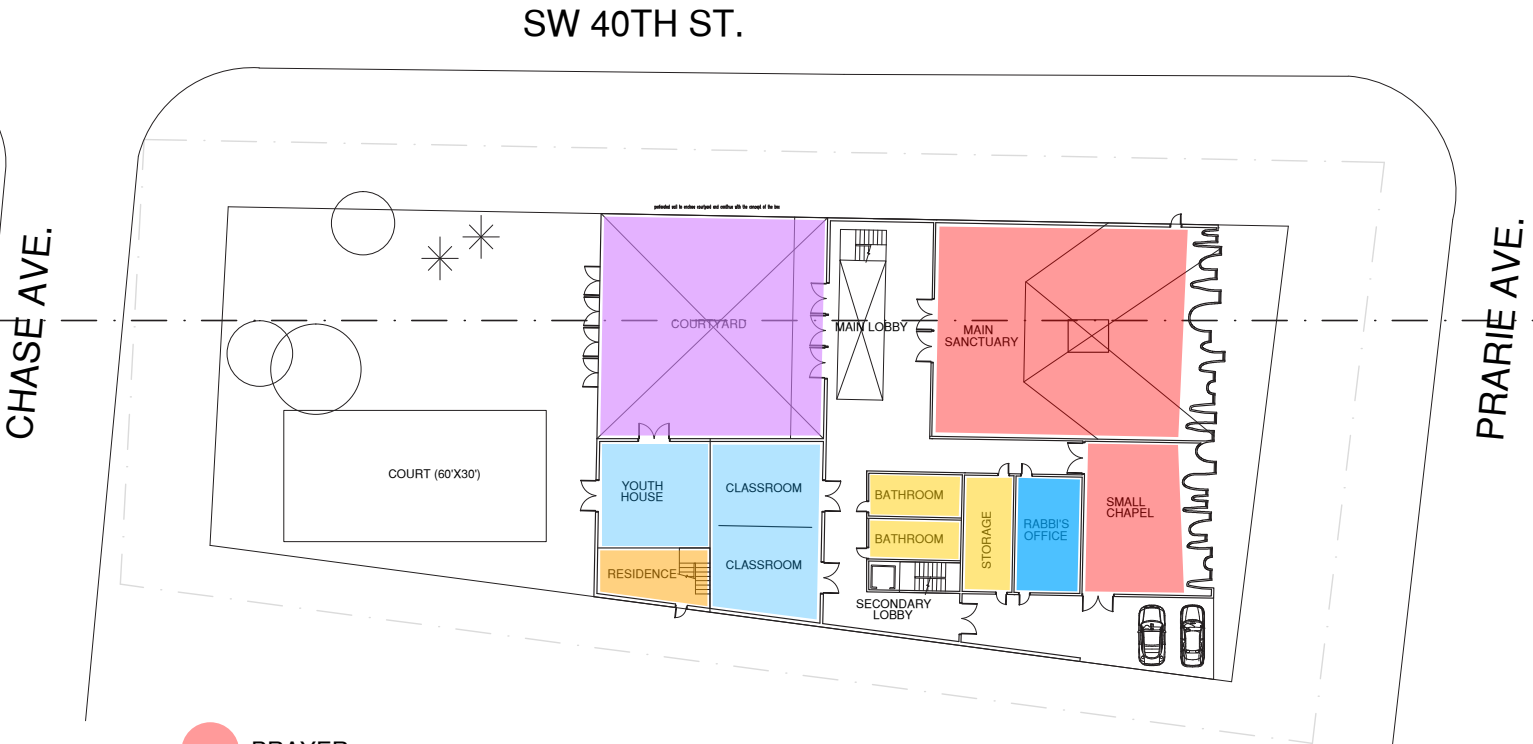 SW 40TH ST.
CHASE AVE.
PRARIE AVE.
COURTYARD
MAIN LOBBY
MAIN
SANCTUARY
COURT (60'X30')
YOUTH
HOUSE
CLASSROOM
CLASSROOM
RESIDENCE
BATHROOM
BATHROOM
STORAGE
RABBI'S
OFFICE
SMALL
CHAPEL
SECONDARY
LOBBY
PRAYER